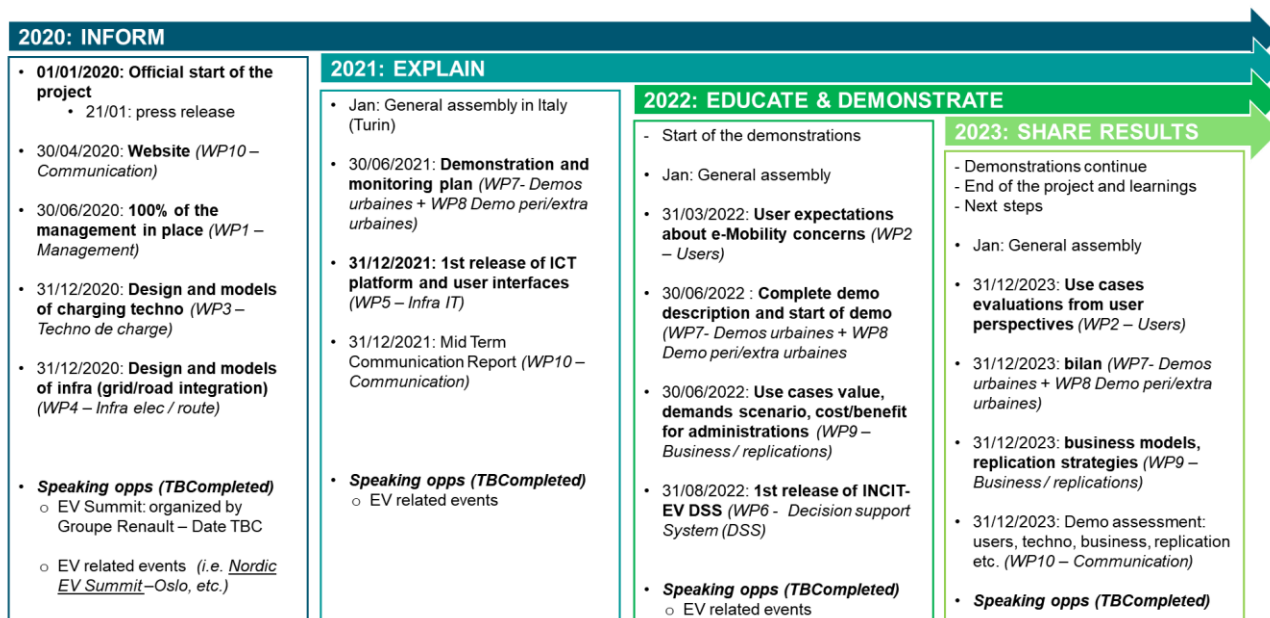 2020: INFORM
• 01/01/2020: Official start of the
project
• 21/01: press release
• 30/04/2020: Website (WP10 –
Communication)
• 30/06/2020: 100% of the
management in place (WP1 –
Management)
• 31/12/2020: Design and models
of charging techno (WP3 –
Techno de charge)
• 31/12/2020: Design and models
of infra (grid/road integration)
(WP4 – Infra elec / route)
• Speaking opps (TBCompleted)
o EV Summit: organized by
Groupe Renault – Date TBC
o EV related events (i.e. Nordic
EV Summit –Oslo, etc.)
2021: EXPLAIN
• Jan: General assembly in Italy
(Turin)
• 30/06/2021: Demonstration and
monitoring plan (WP7- Demos
urbaines + WP8 Demo peri/extra
urbaines)
• 31/12/2021: 1st release of ICT
platform and user interfaces
(WP5 – Infra IT)
• 31/12/2021: Mid Term
Communication Report (WP10 –
Communication)
• Speaking opps (TBCompleted)
o EV related events
2022: EDUCATE & DEMONSTRATE
- Start of the demonstrations
• Jan: General assembly
• 31/03/2022: User expectations
about e-Mobility concerns (WP2
– Users)
• 30/06/2022 : Complete demo
description and start of demo
(WP7- Demos urbaines + WP8
Demo peri/extra urbaines
• 30/06/2022: Use cases value,
demands scenario, cost/benefit
for administrations (WP9 –
Business / replications)
• 31/08/2022: 1st release of INCIT-
EV DSS (WP6 - Decision support
System (DSS)
• Speaking opps (TBCompleted)
o EV related events
2023: SHARE RESULTS
- Demonstrations continue
- End of the project and learnings
- Next steps
• Jan: General assembly
• 31/12/2023: Use cases
evaluations from user
perspectives (WP2 – Users)
• 31/12/2023: bilan (WP7- Demos
urbaines + WP8 Demo peri/extra
urbaines)
• 31/12/2023: business models,
replication strategies (WP9 –
Business / replications)
• 31/12/2023: Demo assessment:
users, techno, business, replication
etc. (WP10 – Communication)
• Speaking opps (TBCompleted)